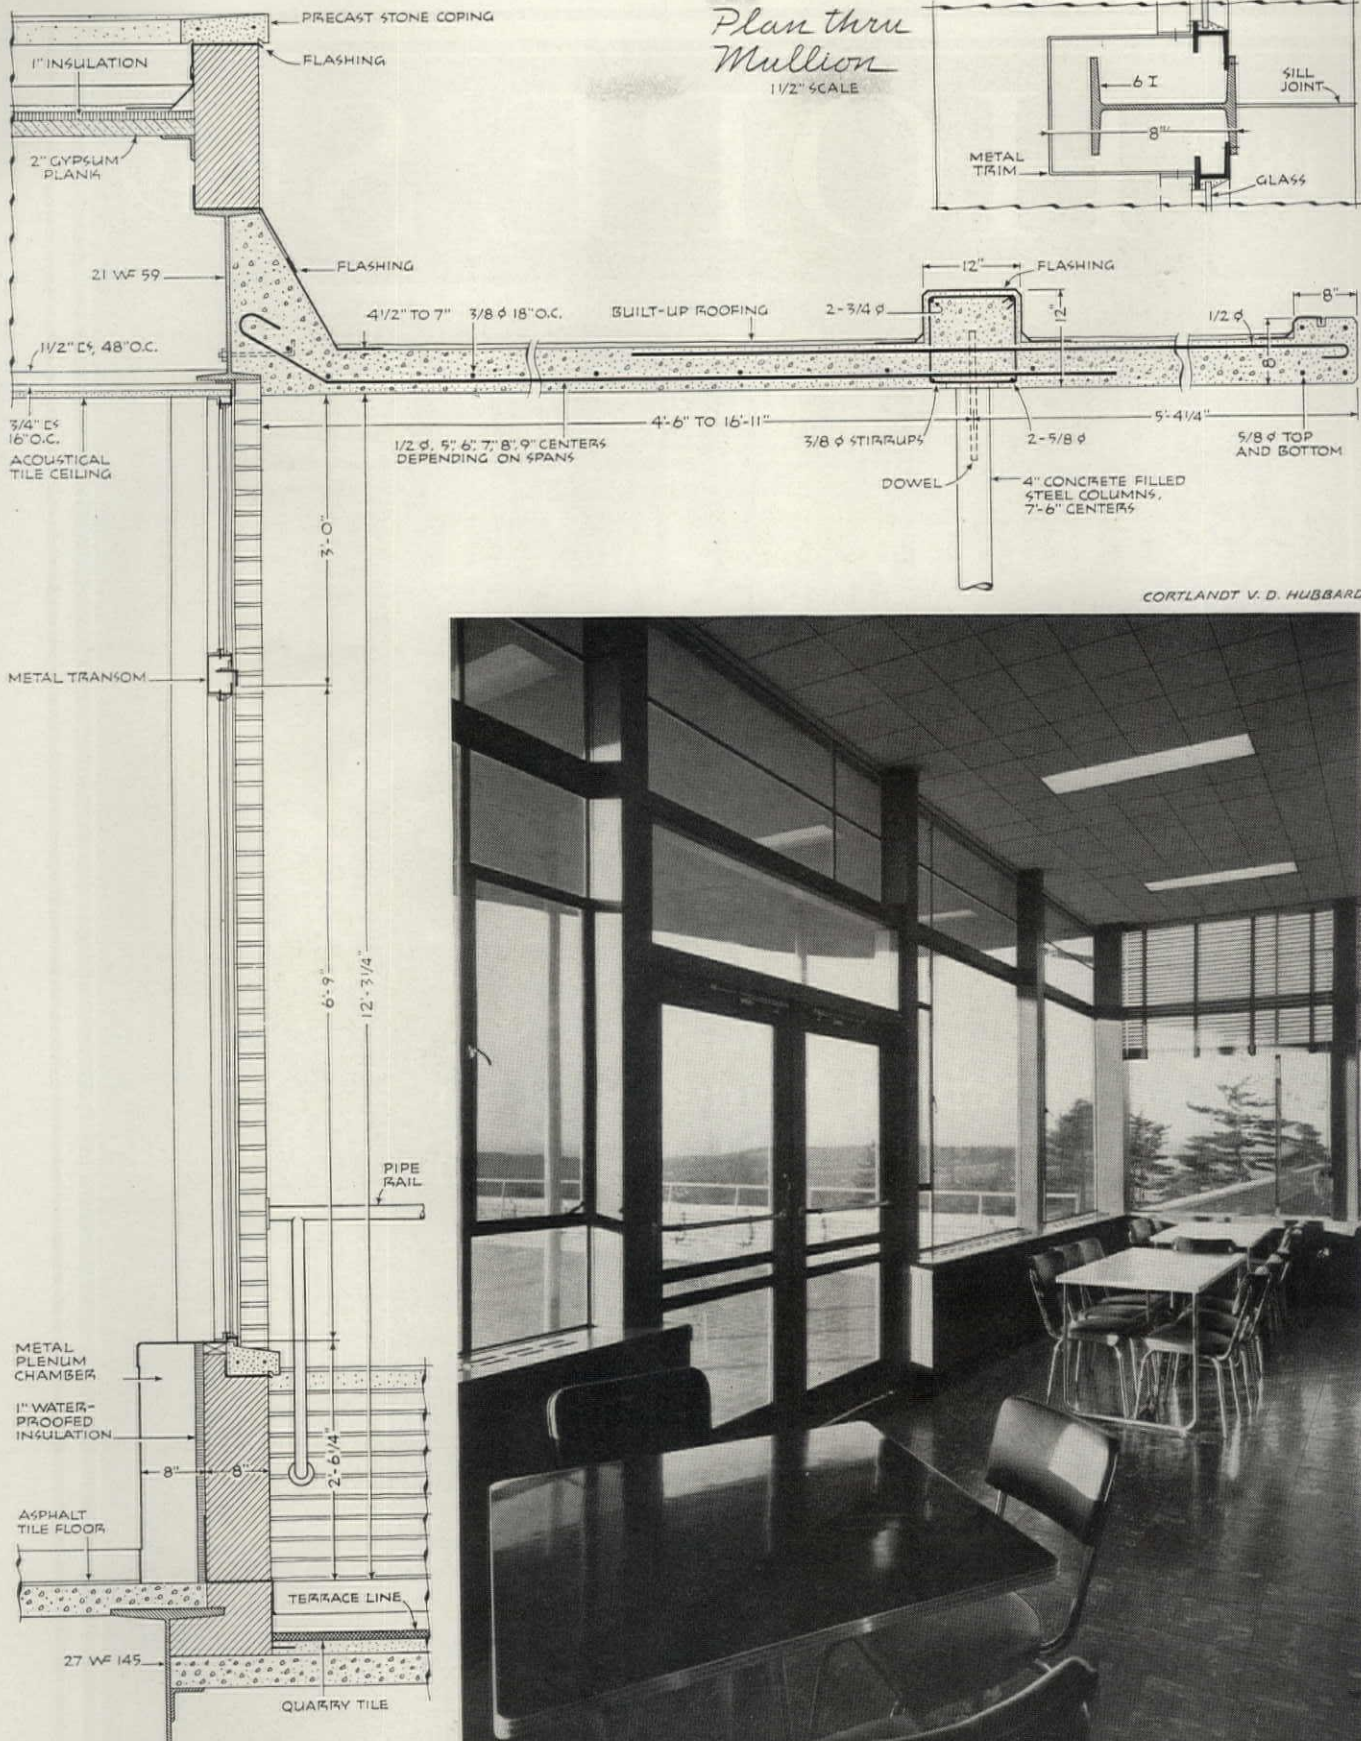 PRECAST STONE COPING
FLASHING
1" INSULATION
2" GYPSUM
PLANK
Plan thru
Mullion
1 1/2" SCALE
6 I
SILL
JOINT
8"
METAL
TRIM
GLASS
21 WF 59
FLASHING
4 1/2" TO 7"
3/8 Ø 18" O.C.
BUILT-UP ROOFING
2-3/4 Ø
12"
FLASHING
12"
1/2 Ø
8"
8"
1 1/2" CS, 48" O.C.
3/4" CS
16" O.C.
ACOUSTICAL
TILE CEILING
4'-6" TO 16'-11"
5'-4 1/4"
1/2 Ø, 5", 6", 7", 8", 9" CENTERS
DEPENDING ON SPANS
3/8 Ø STIRRUPS
2-5/8 Ø
5/8 Ø TOP
AND BOTTOM
DOWEL
4" CONCRETE FILLED
STEEL COLUMNS,
7'-6" CENTERS
3'-0"
CORTLANDT V. D. HUBBARD
METAL TRANSOM
6'-9"
12'-3 1/4"
PIPE
RAIL
METAL
PLENUM
CHAMBER
1" WATER-
PROOFED
INSULATION
8"
8"
2'-6 1/4"
ASPHALT
TILE FLOOR
TERRACE LINE
27 WF 145
QUARRY TILE